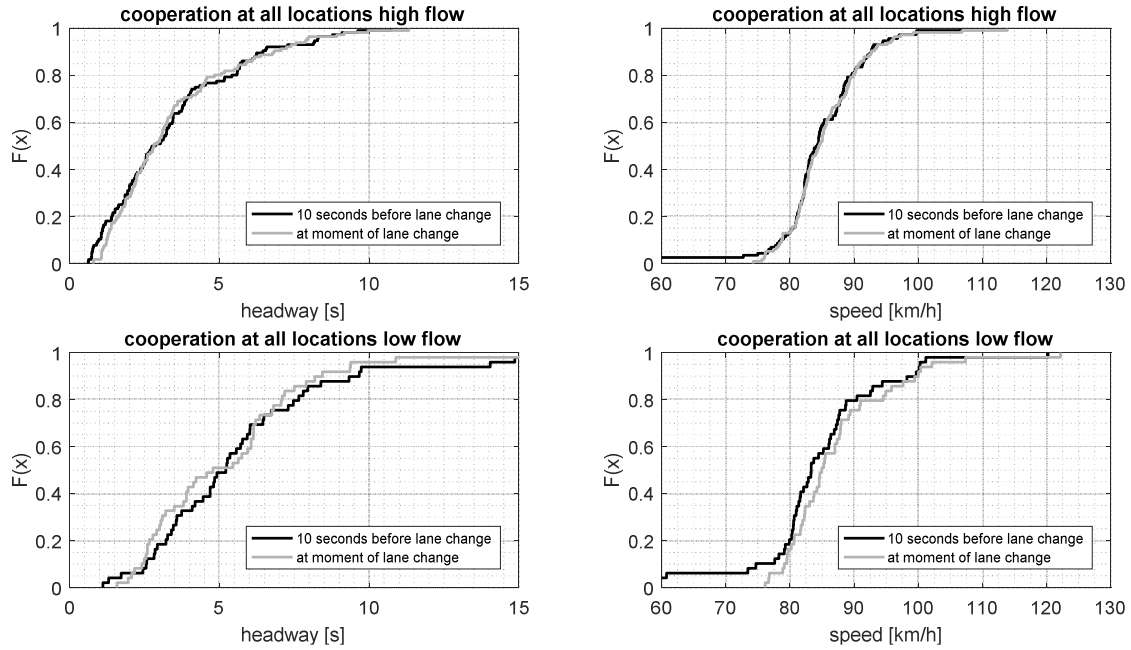 cooperation at all locations high flow
1
0.8
0.6
0.4
0.2
0
F(x)
10 seconds before lane change
at moment of lane change
0 5 10 15
headway [s]
cooperation at all locations high flow
1
0.8
0.6
0.4
0.2
0
F(x)
10 seconds before lane change
at moment of lane change
60 70 80 90 100 110 120 130
speed [km/h]
cooperation at all locations low flow
1
0.8
0.6
0.4
0.2
0
F(x)
10 seconds before lane change
at moment of lane change
0 5 10 15
headway [s]
cooperation at all locations low flow
1
0.8
0.6
0.4
0.2
0
F(x)
10 seconds before lane change
at moment of lane change
60 70 80 90 100 110 120 130
speed [km/h]